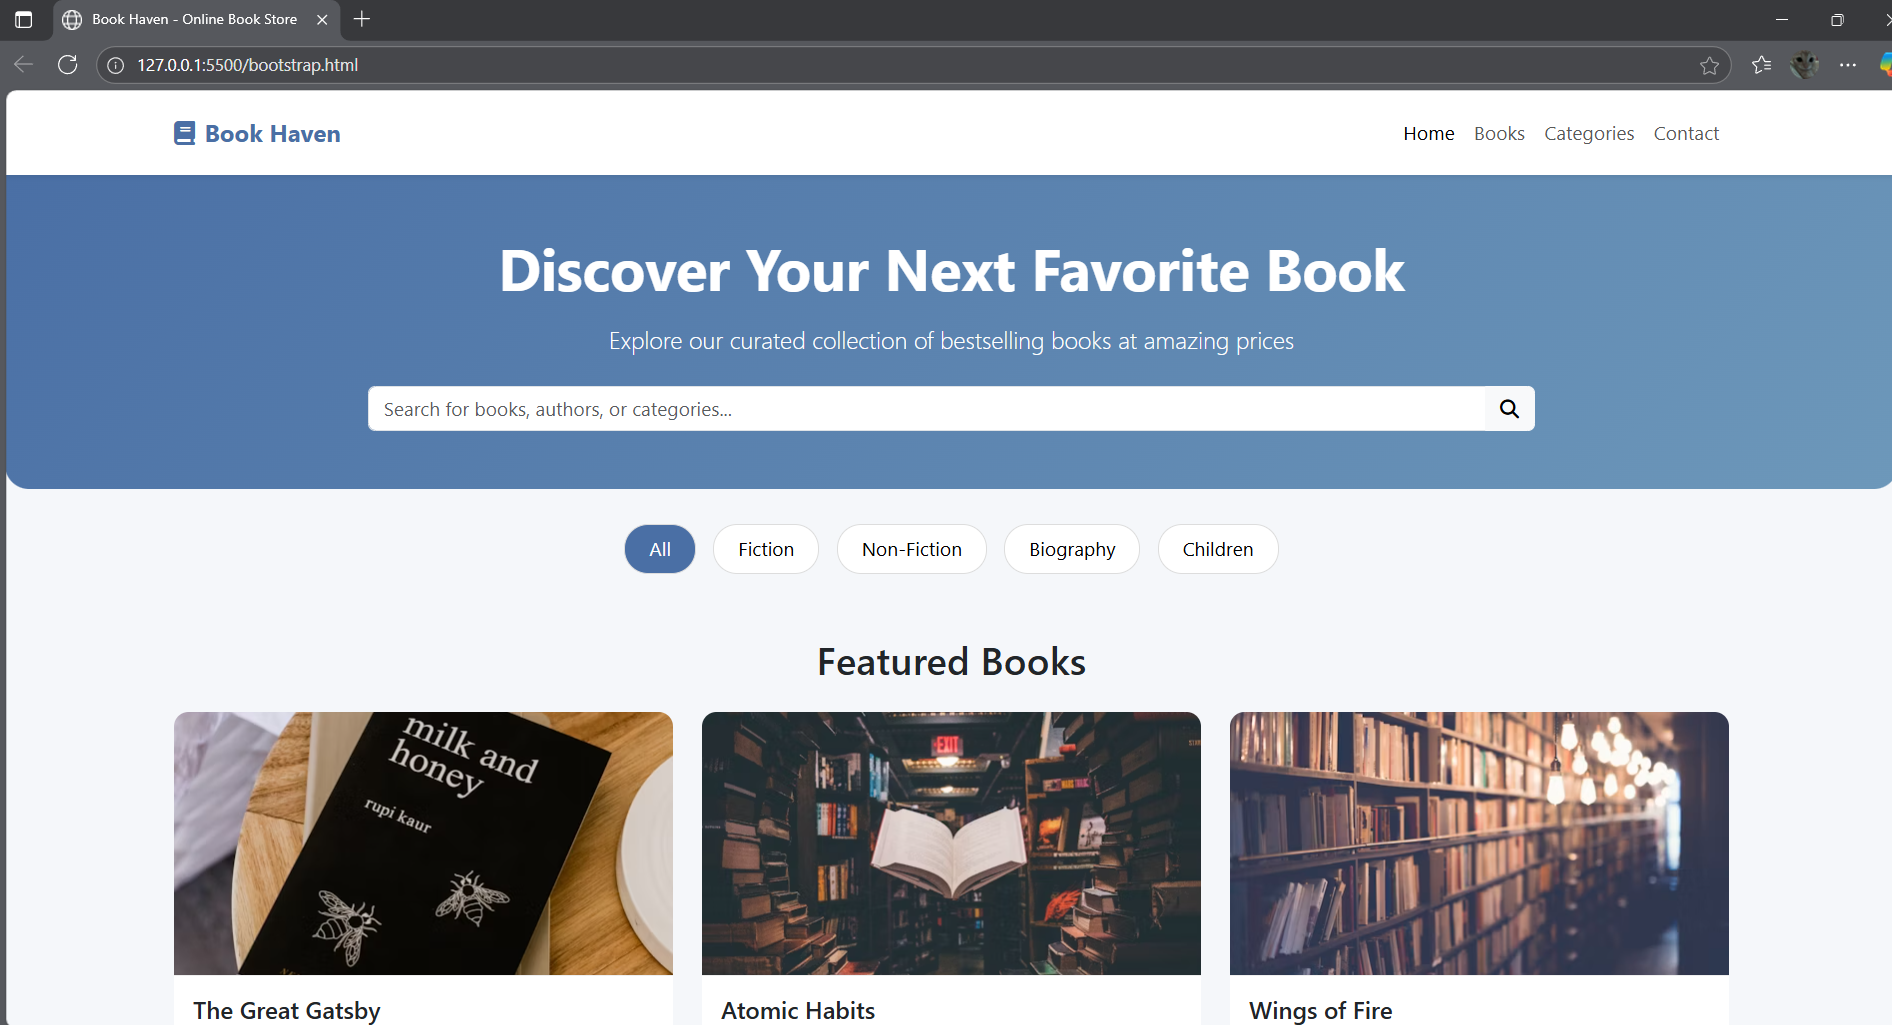 Book Haven - Online Book Store
127.0.0.1:5500/bootstrap.html
Book Haven
Home Books Categories Contact
Discover Your Next Favorite Book
Explore our curated collection of bestselling books at amazing prices
Search for books, authors, or categories...
All Fiction Non-Fiction Biography Children
Featured Books
milk and
honey
rupi kaur
EXIT
The Great Gatsby
Atomic Habits
Wings of Fire